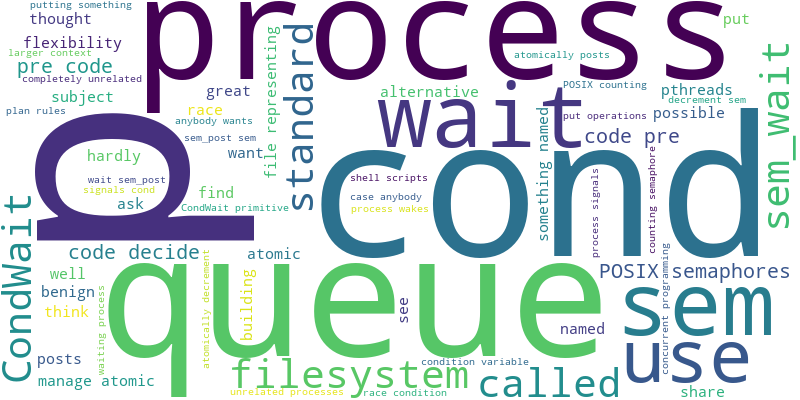 putting something
thought
flexibility
larger context
pre code
completely unrelated
subject
plan rules
process
standard
file representing
great
race
anybody wants
sem_post sem
want
alternative
wait
atomically posts
put
POSIX counting
pthreads
decrement sem
put operations
possible
code pre
sem_wait
hardly
wait sem_post
signals cond
ask
find
CondWait primitive
p
shell scripts
case anybody
process wakes
cond
something named
process signals
counting semaphore
CondWait
code decide
atomic
well
benign
think
waiting process
queue
atomically decrement
building
see
named
POSIX semaphores
concurrent programming
sem
use
posts
manage atomic
filesystem
unrelated processes
condition variable
race condition
called
share